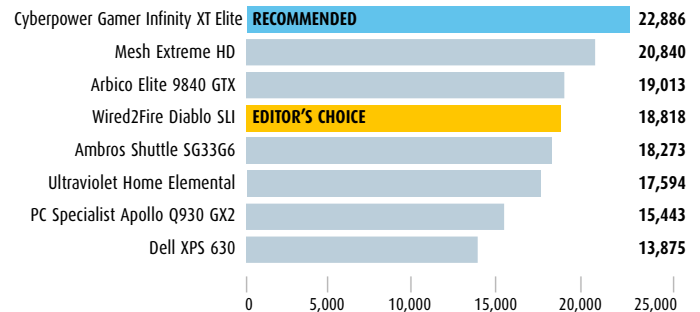 Cyberpower Gamer Infinity XT Elite RECOMMENDED 22,886
Mesh Extreme HD 20,840
Arbico Elite 9840 GTX 19,013
Wired2Fire Diablo SLI EDITOR'S CHOICE 18,818
Ambros Shuttle SG33G6 18,273
Ultraviolet Home Elemental 17,594
PC Specialist Apollo Q930 GX2 15,443
Dell XPS 630 13,875
0 5,000 10,000 15,000 20,000 25,000